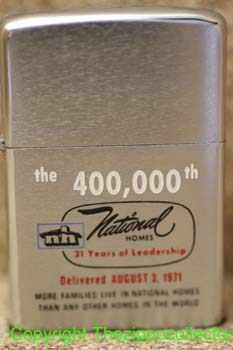 the 400,000th
National
HOMES
nh
31 Years of Leadership
Delivered AUGUST 3, 1971
MORE FAMILIES LIVE IN NATIONAL HOMES
THAN ANY OTHER HOMES IN THE WORLD
Copyright Thezippocollector